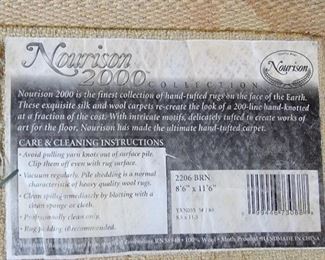 Nourison
2000
COLLECTION
Nourison
Nourison 2000 is the finest collection of hand-tufted rugs on the face of the Earth.
These exquisite silk and wool carpets re-create the look of a 200-line hand-knotted
at a fraction of the cost. With intricate motifs, delicately tufted to create works of
art for the floor, Nourison has made the ultimate hand-tufted carpet.
CARE & CLEANING INSTRUCTIONS
- Avoid pulling yarn knots out of surface pile.
Clip them off even with rug surface.
- Vacuum regularly. Pile shedding is a normal
characteristic of heavy quality wool rugs.
- Clean spills immediately by blotting with a
clean sponge or cloth.
- Professionally clean only.
- Rug padding is recommended.
2206 BRN
8'6" x 11'6"
100% Wool • Moth Proofed • HANDMADE IN CHINA